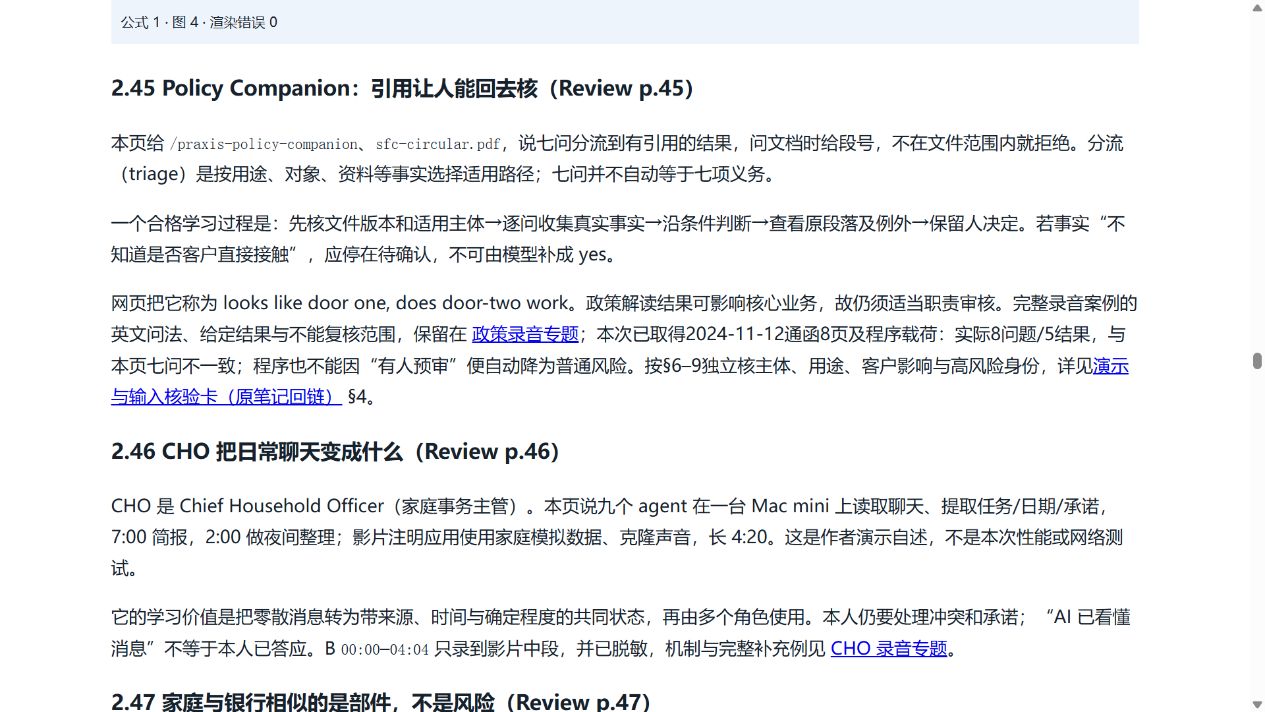 公式 1 · 图 4 · 渲染错误 0
2.45 Policy Companion：引用让人能回去核（Review p.45）
本页给 /praxis-policy-companion、sfc-circular.pdf，说七问分流到有引用的结果，问文档时给段号，不在文件范围内就拒绝。分流
（triage）是按用途、对象、资料等事实选择适用路径；七问并不自动等于七项义务。
一个合格学习过程是：先核文件版本和适用主体→逐问收集真实事实→沿条件判断→查看原段落及例外→保留人决定。若事实“不
知道是否客户直接接触”，应停在待确认，不可由模型补成 yes。
网页把它称为 looks like door one, does door-two work。政策解读结果可影响核心业务，故仍须适当职责审核。完整录音案例的
英文问法、给定结果与不能复核范围，保留在 政策录音专题；本次已取得2024-11-12通函8页及程序载荷：实际8问题/5结果，与
本页七问不一致；程序也不能因“有人预审”便自动降为普通风险。按§6–9独立核主体、用途、客户影响与高风险身份，详见演示
与输入核验卡（原笔记回链） §4。
2.46 CHO 把日常聊天变成什么（Review p.46）
CHO 是 Chief Household Officer（家庭事务主管）。本页说九个 agent 在一台 Mac mini 上读取聊天、提取任务/日期/承诺，
7:00 简报，2:00 做夜间整理；影片注明应用使用家庭模拟数据、克隆声音，长 4:20。这是作者演示自述，不是本次性能或网络测
试。
它的学习价值是把零散消息转为带来源、时间与确定程度的共同状态，再由多个角色使用。本人仍要处理冲突和承诺；“AI 已看懂
消息”不等于本人已答应。B 00:00—04:04 只录到影片中段，并已脱敏，机制与完整补充例见 CHO 录音专题。
2.47 家庭与银行相似的是部件，不是风险（Review p.47）